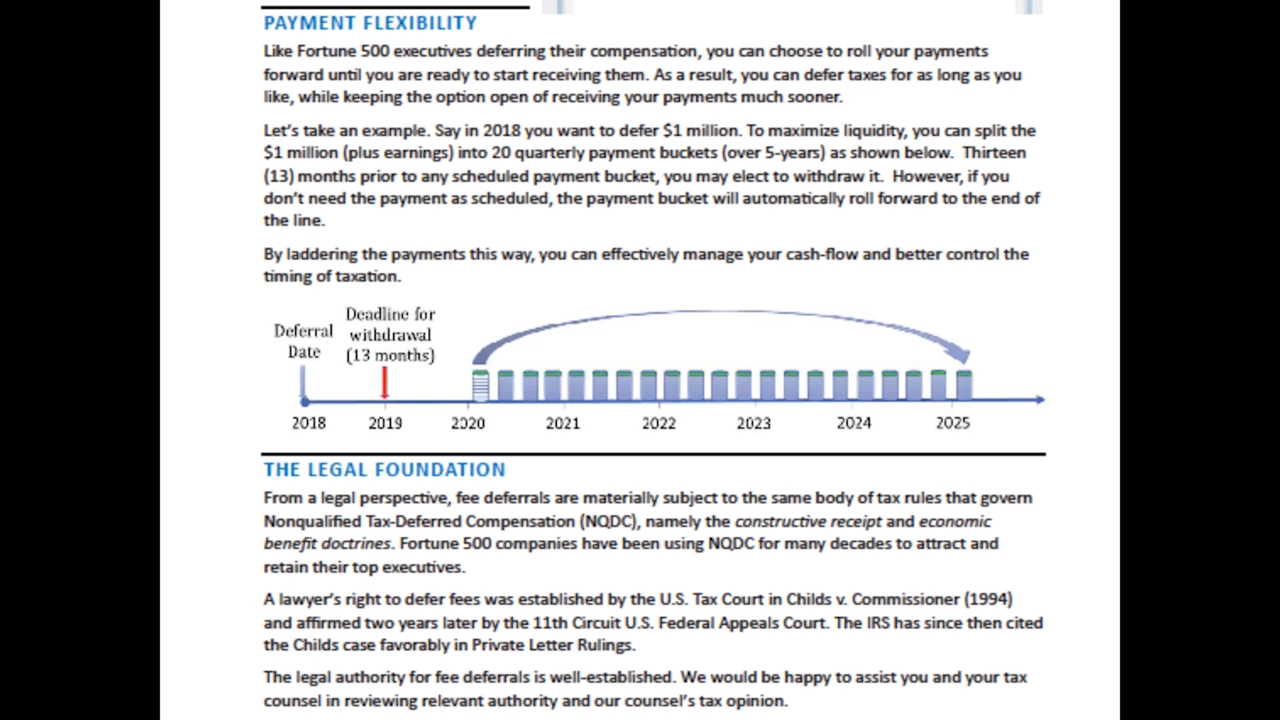 PAYMENT FLEXIBILITY
Like Fortune 500 executives deferring their compensation, you can choose to roll your payments
forward until you are ready to start receiving them. As a result, you can defer taxes for as long as you
like, while keeping the option open of receiving your payments much sooner.
Let's take an example. Say in 2018 you want to defer $1 million. To maximize liquidity, you can split the
$1 million (plus earnings) into 20 quarterly payment buckets (over 5-years) as shown below. Thirteen
(13) months prior to any scheduled payment bucket, you may elect to withdraw it. However, if you
don't need the payment as scheduled, the payment bucket will automatically roll forward to the end of
the line.
By laddering the payments this way, you can effectively manage your cash-flow and better control the
timing of taxation.
Deferral
Date
Deadline for
withdrawal
(13 months)
2018 2019 2020 2021 2022 2023 2024 2025
THE LEGAL FOUNDATION
From a legal perspective, fee deferrals are materially subject to the same body of tax rules that govern
Nonqualified Tax-Deferred Compensation (NQDC), namely the constructive receipt and economic
benefit doctrines. Fortune 500 companies have been using NQDC for many decades to attract and
retain their top executives.
A lawyer's right to defer fees was established by the U.S. Tax Court in Childs v. Commissioner (1994)
and affirmed two years later by the 11th Circuit U.S. Federal Appeals Court. The IRS has since then cited
the Childs case favorably in Private Letter Rulings.
The legal authority for fee deferrals is well-established. We would be happy to assist you and your tax
counsel in reviewing relevant authority and our counsel's tax opinion.